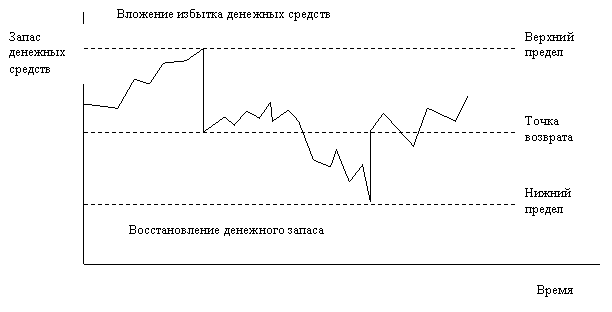 Вложение избытка денежных средств
Запас
денежных
средств
Верхний
предел
Точка
возврата
Нижний
предел
Восстановление денежного запаса
Время